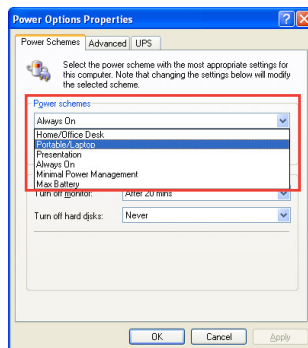 Power Options Properties
Power Schemes
Advanced
UPS
Select the power scheme with the most appropriate settings for
this computer. Note that changing the settings below will modify
the selected scheme.
Power schemes
Always On
Home/Office Desk
Portable/Laptop
Presentation
Always On
Minimal Power Management
Max Battery
Turn off monitor:
After 20 mins
Turn off hard disks:
Never
OK
Cancel
Apply